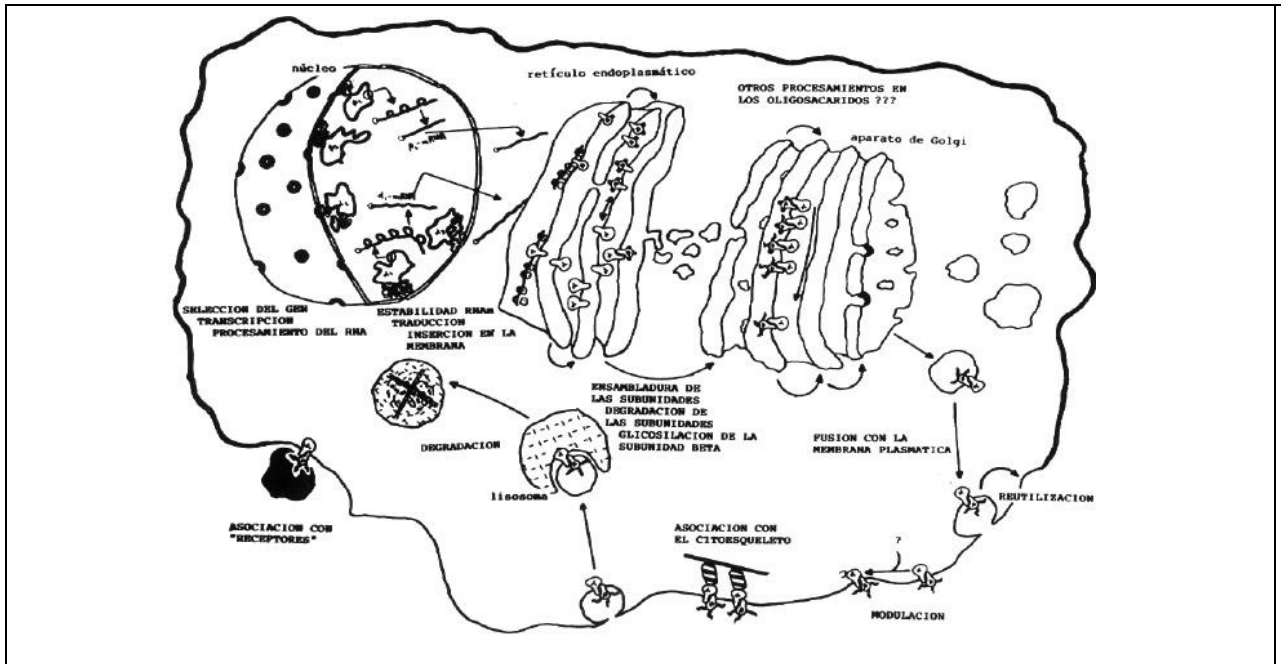 núcleo
retículo endoplasmático
OTROS PROCESAMIENTOS EN
LOS OLIGOSACARIDOS ???
aparato de Golgi
SELECCION DEL GEN
TRANSCRIPCION
PROCESAMIENTO DEL RNA
ESTABILIDAD RNAm
TRADUCCION
INSERCION EN LA
MEMBRANA
ENSAMBLADURA DE
LAS SUBUNIDADES
DEGRADACION DE
LAS SUBUNIDADES
GLICOSILACION DE LA
SUBUNIDAD BETA
FUSION CON LA
MEMBRANA PLASMATICA
DEGRADACION
lisosoma
REUTILIZACION
ASOCIACION CON
"RECEPTORES"
ASOCIACION CON
EL CITOESQUELETO
?
MODULACION